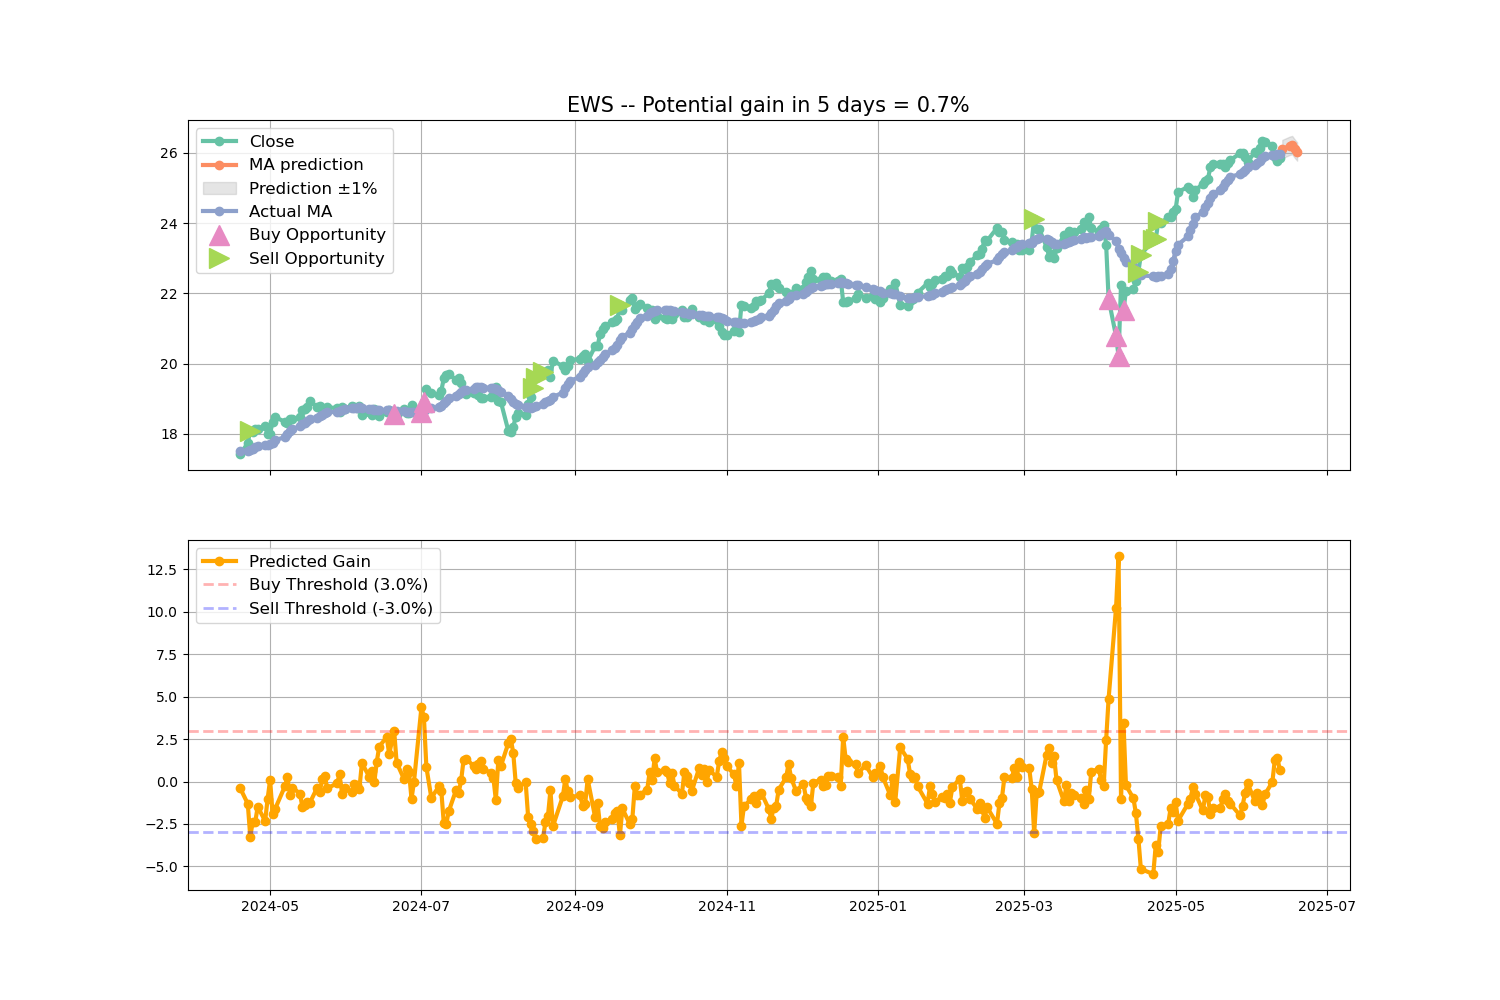 EWS -- Potential gain in 5 days = 0.7%
Close
MA prediction
Prediction ±1%
Actual MA
Buy Opportunity
Sell Opportunity
26
24
22
20
18
Predicted Gain
Buy Threshold (3.0%)
Sell Threshold (-3.0%)
12.5
10.0
7.5
5.0
2.5
0.0
−2.5
−5.0
2024-05
2024-07
2024-09
2024-11
2025-01
2025-03
2025-05
2025-07